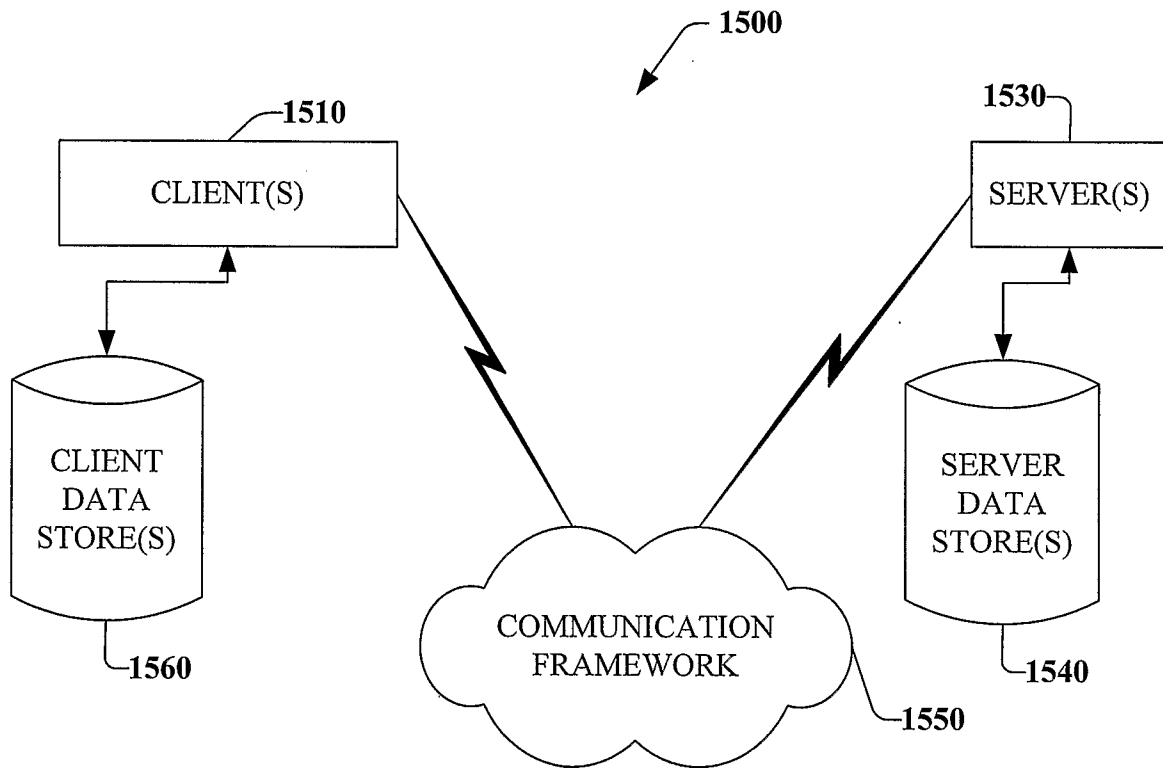 1500
1510
1530
CLIENT(S)
SERVER(S)
CLIENT
DATA
STORE(S)
SERVER
DATA
STORE(S)
COMMUNICATION
FRAMEWORK
1560
1540
1550